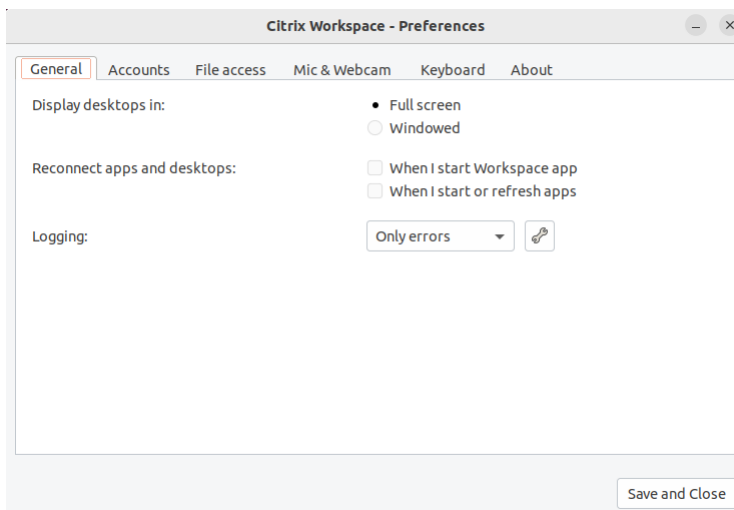 Citrix Workspace - Preferences
General Accounts File access Mic & Webcam Keyboard About
Display desktops in: Full screen
Windowed
Reconnect apps and desktops: When I start Workspace app
When I start or refresh apps
Logging: Only errors
Save and Close